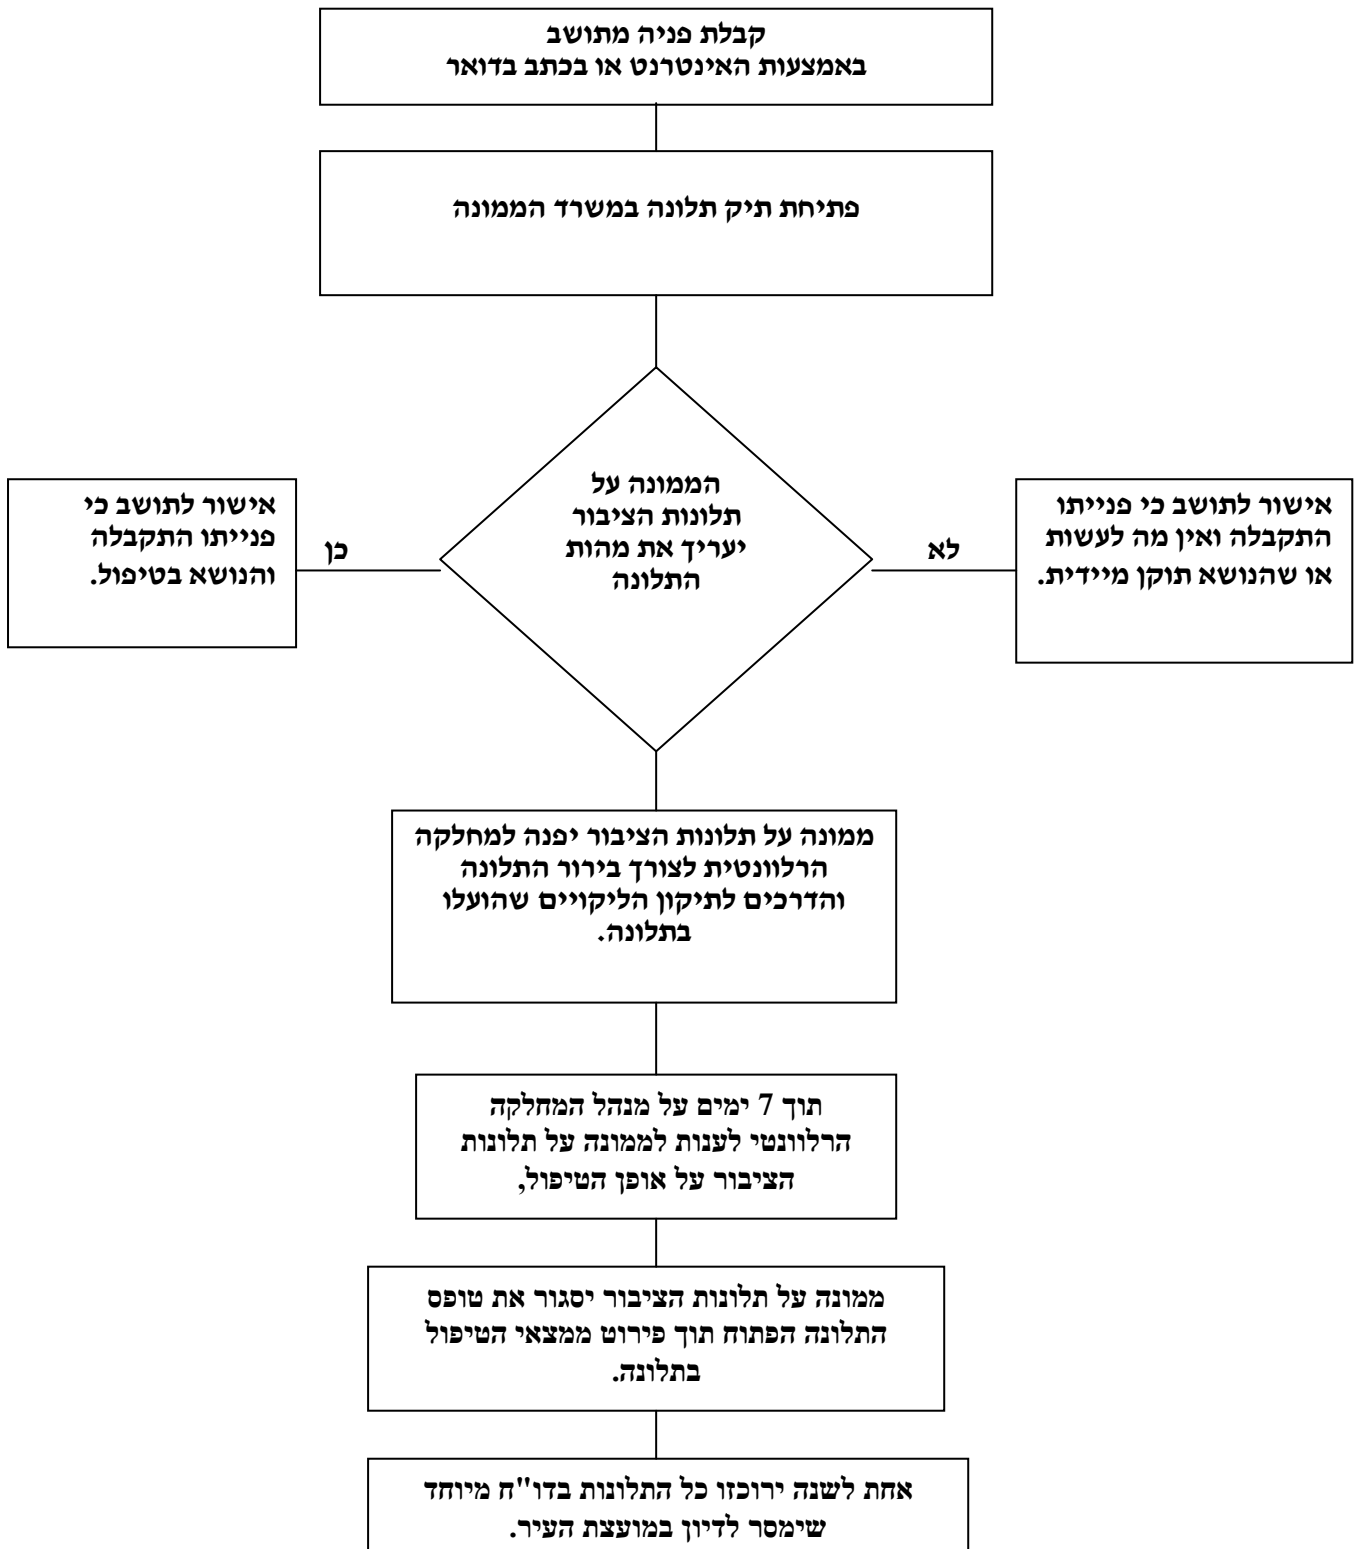 קבלת פניה מתושב
באמצעות האינטרנט או בכתב בדואר
פתיחת תיק תלונה במשרד הממונה
הממונה על
תלונות הציבור
יעריך את מהות
התלונה
לא
אישור לתושב כי פנייתו
התקבלה ואין מה לעשות
או שהנושא תוקן מיידית.
כן
אישור לתושב כי
פנייתו התקבלה
והנושא בטיפול.
ממונה על תלונות הציבור יפנה למחלקה
הרלוונטית לצורך בירור התלונה
והדרכים לתיקון הליקויים שהועלו
בתלונה.
תוך 7 ימים על מנהל המחלקה
הרלוונטי לענות לממונה על תלונות
הציבור על אופן הטיפול,
ממונה על תלונות הציבור יסגור את טופס
התלונה הפתוח תוך פירוט ממצאי הטיפול
בתלונה.
אחת לשנה ירוכזו כל התלונות בדו"ח מיוחד
שימסר לדיון במועצת העיר.